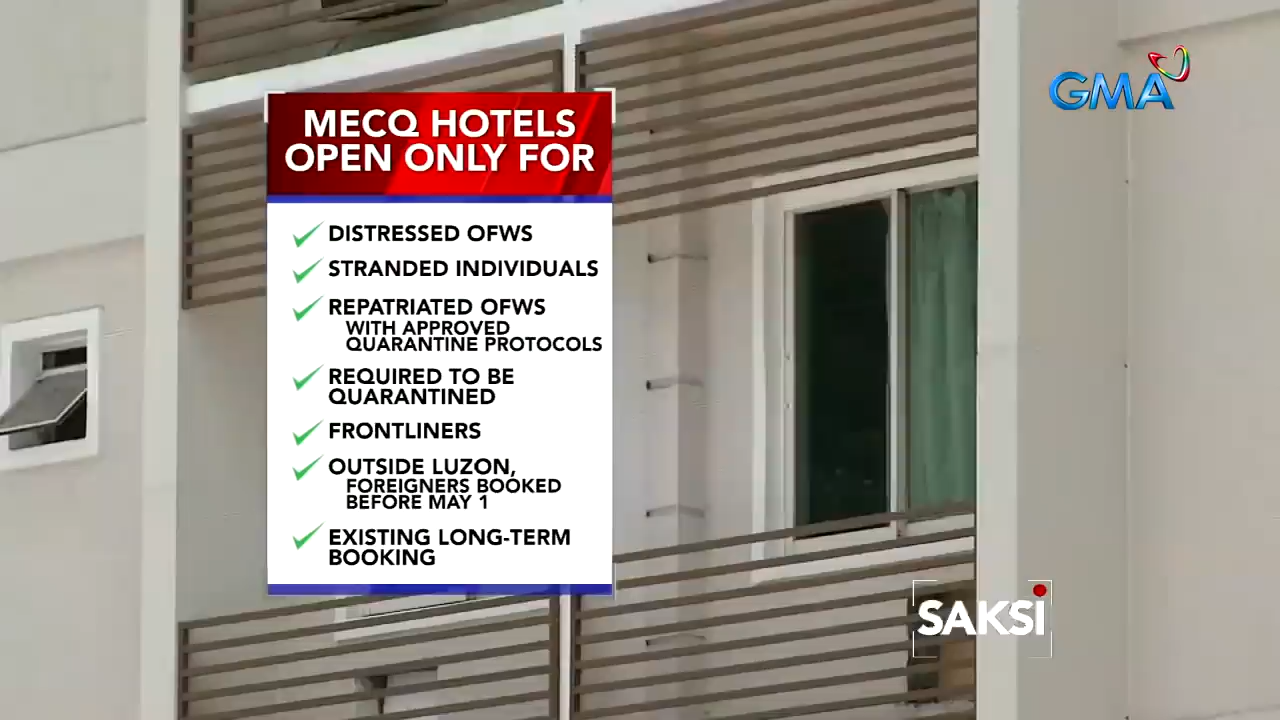 GMA
MECQ HOTELS
OPEN ONLY FOR
DISTRESSED OFWS
STRANDED INDIVIDUALS
REPATRIATED OFWS
WITH APPROVED
QUARANTINE PROTOCOLS
REQUIRED TO BE
QUARANTINED
FRONTLINERS
OUTSIDE LUZON,
FOREIGNERS BOOKED
BEFORE MAY 1
EXISTING LONG-TERM
BOOKING
SAKSI